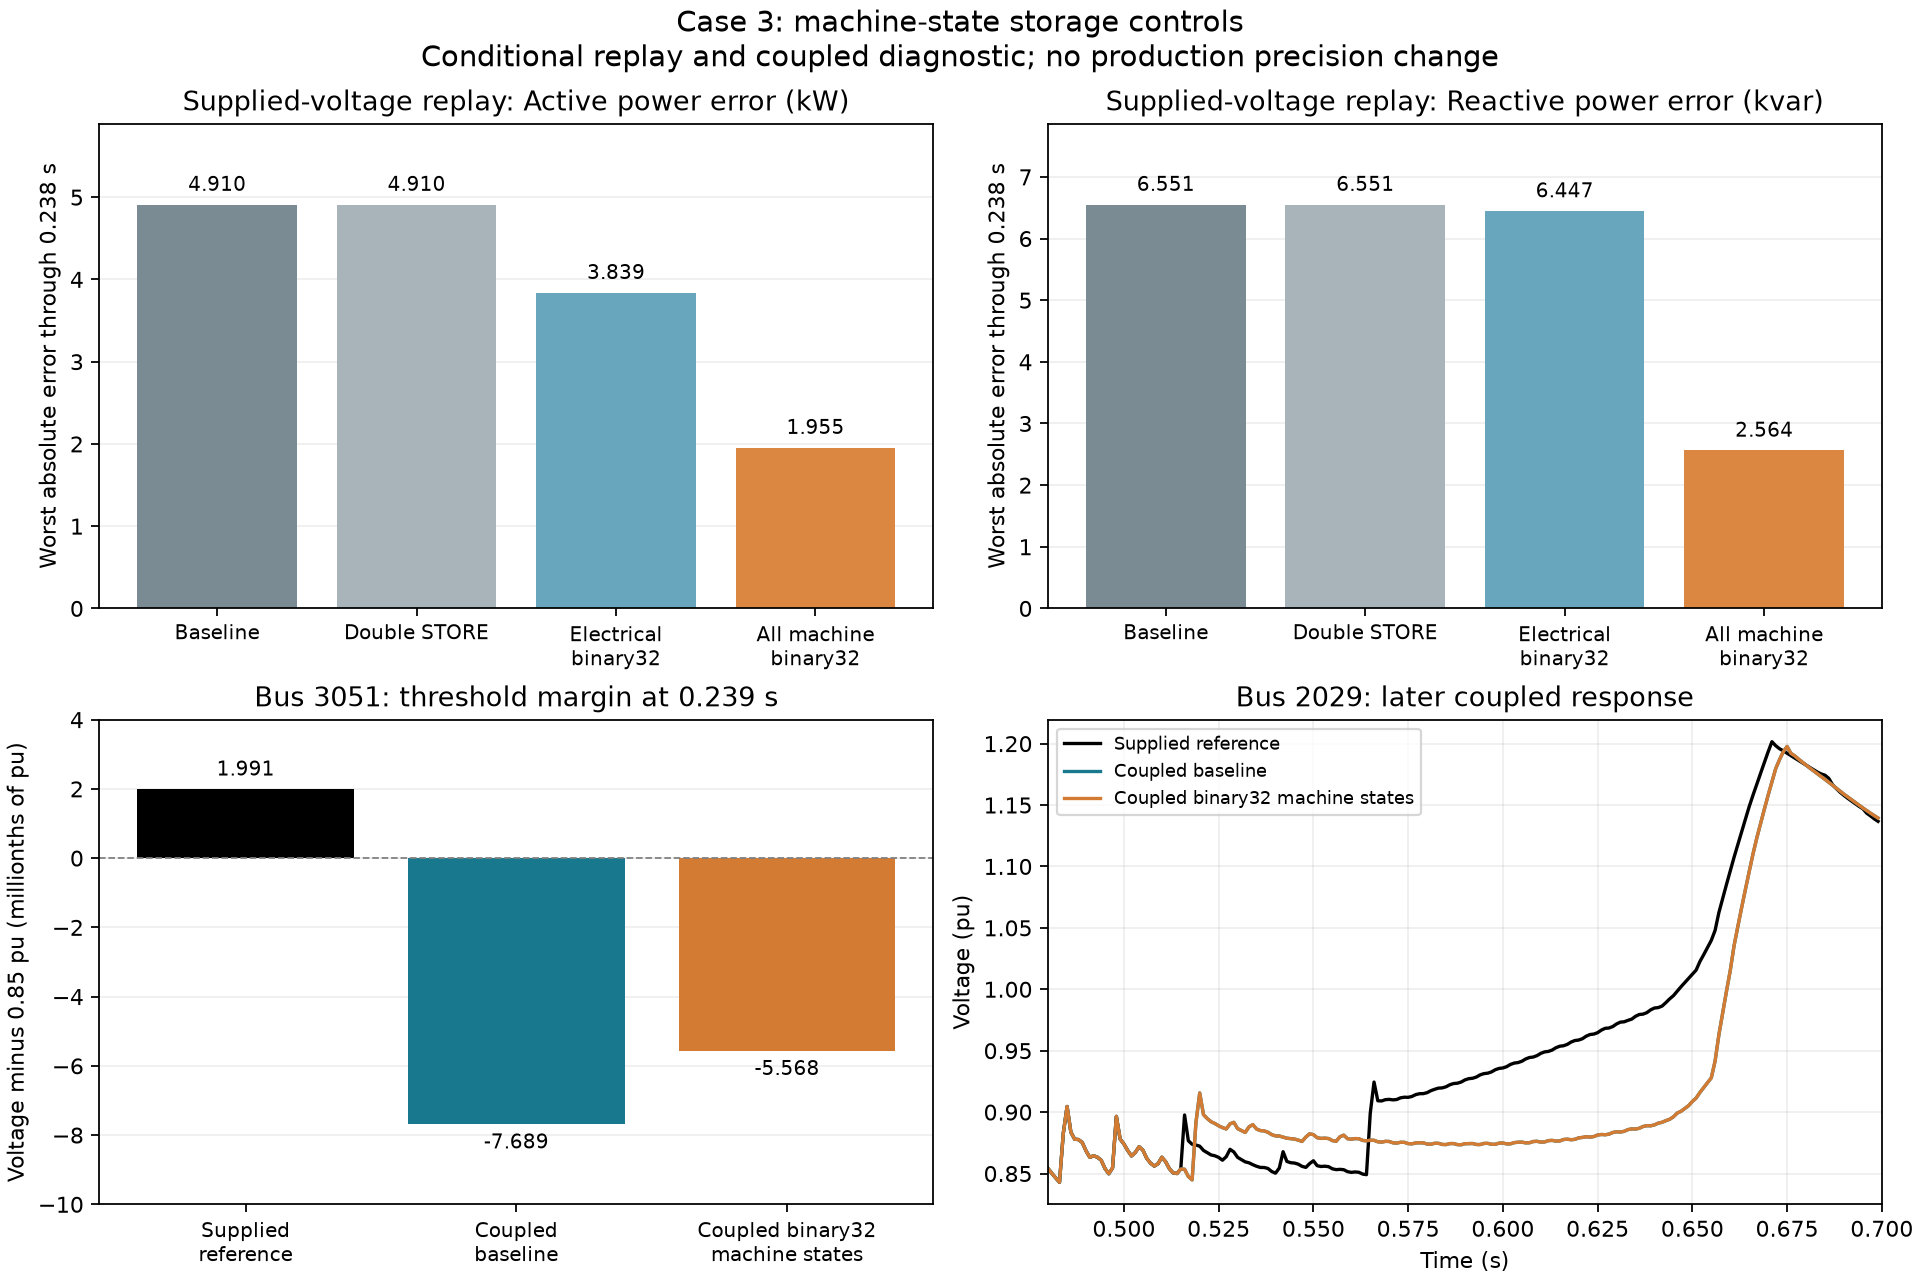 Case 3: machine-state storage controls
Conditional replay and coupled diagnostic; no production precision change
Supplied-voltage replay: Active power error (kW)
Worst absolute error through 0.238 s
5
4
3
2
1
0
4.910
4.910
3.839
1.955
Baseline
Double STORE
Electrical
binary32
All machine
binary32
Supplied-voltage replay: Reactive power error (kvar)
Worst absolute error through 0.238 s
7
6
5
4
3
2
1
0
6.551
6.551
6.447
2.564
Baseline
Double STORE
Electrical
binary32
All machine
binary32
Bus 3051: threshold margin at 0.239 s
Voltage minus 0.85 pu (millionths of pu)
4
2
0
−2
−4
−6
−8
−10
1.991
-7.689
-5.568
Supplied
reference
Coupled
baseline
Coupled binary32
machine states
Bus 2029: later coupled response
Voltage (pu)
1.20
1.15
1.10
1.05
1.00
0.95
0.90
0.85
Supplied reference
Coupled baseline
Coupled binary32 machine states
0.500
0.525
0.550
0.575
0.600
0.625
0.650
0.675
0.700
Time (s)